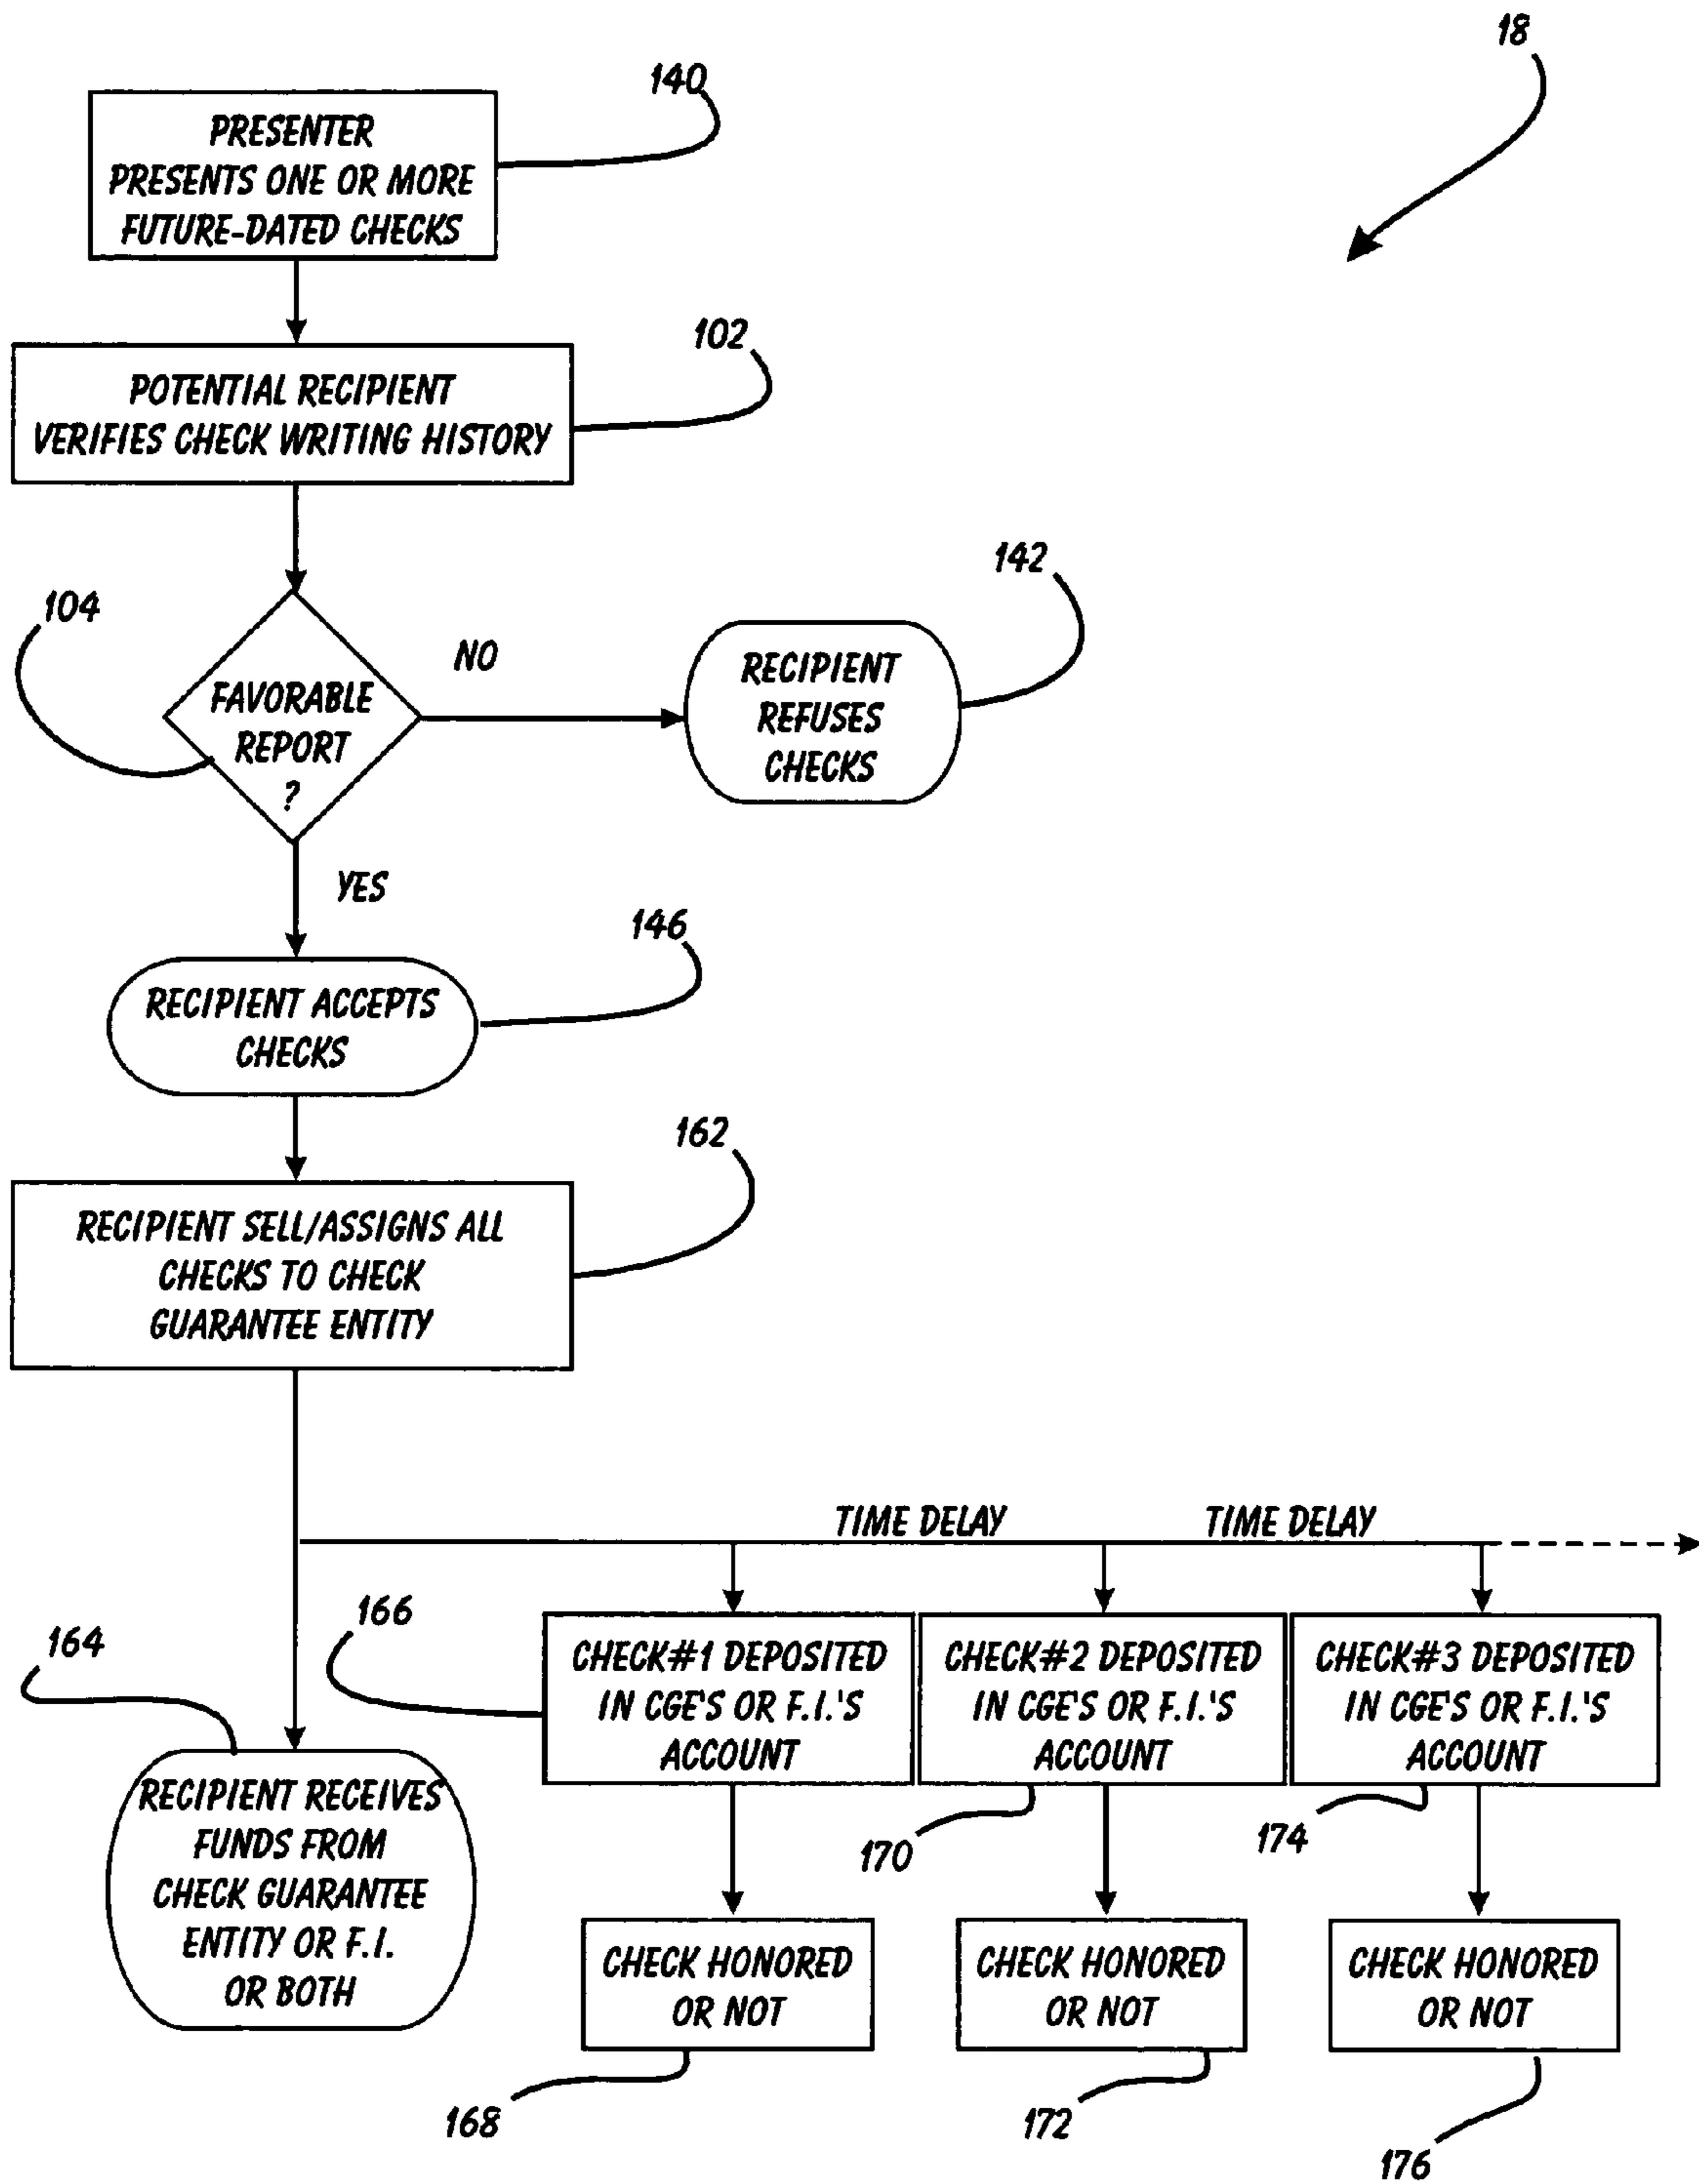 18
140
PRESENTER
PRESENTS ONE OR MORE
FUTURE-DATED CHECKS
102
POTENTIAL RECIPIENT
VERIFIES CHECK WRITING HISTORY
104
142
NO
FAVORABLE
REPORT
?
RECIPIENT
REFUSES
CHECKS
YES
146
RECIPIENT ACCEPTS
CHECKS
162
RECIPIENT SELL/ASSIGNS ALL
CHECKS TO CHECK
GUARANTEE ENTITY
TIME DELAY TIME DELAY
164
RECIPIENT RECEIVES
FUNDS FROM
CHECK GUARANTEE
ENTITY OR F.I.
OR BOTH
166
CHECK#1 DEPOSITED
IN CGE'S OR F.I.'S
ACCOUNT
CHECK#2 DEPOSITED
IN CGE'S OR F.I.'S
ACCOUNT
CHECK#3 DEPOSITED
IN CGE'S OR F.I.'S
ACCOUNT
170
174
CHECK HONORED
OR NOT
CHECK HONORED
OR NOT
CHECK HONORED
OR NOT
168
172
176